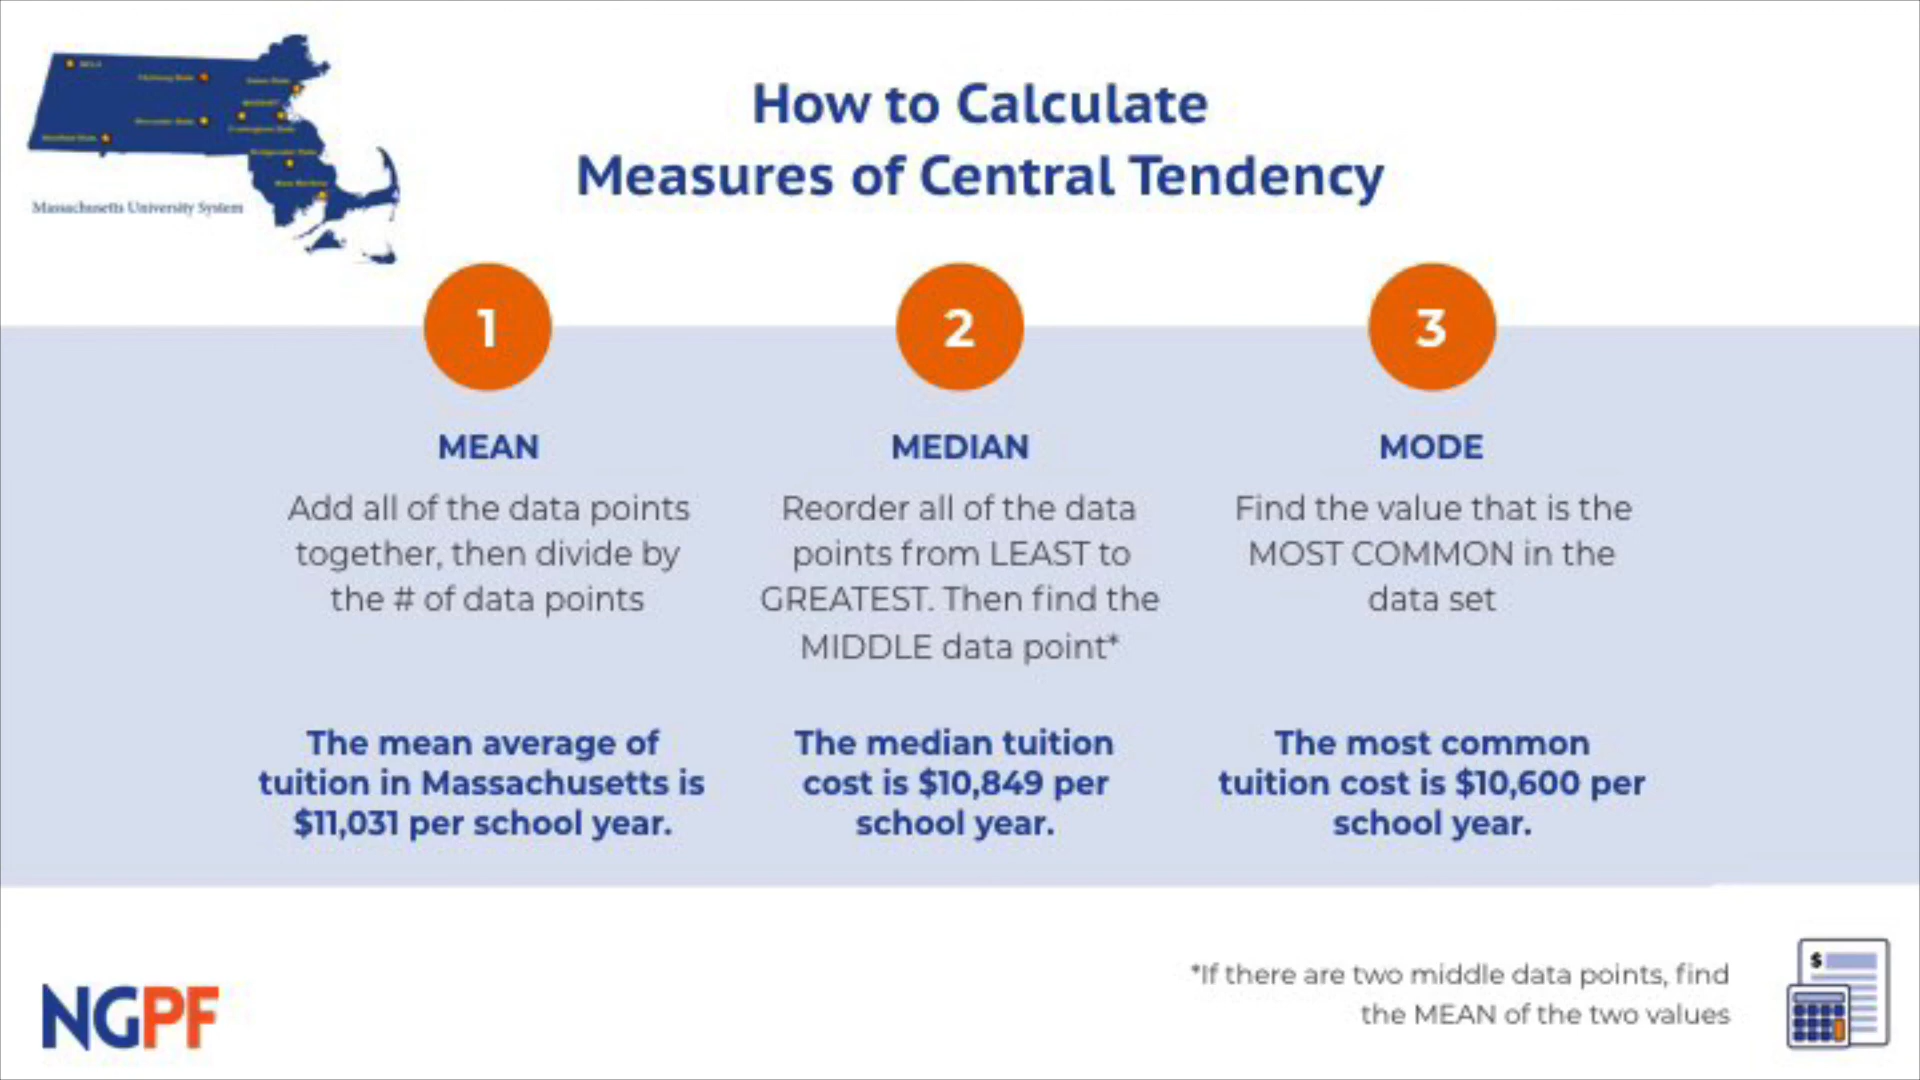 How to Calculate
Measures of Central Tendency
Massachusetts University System
1
MEAN
Add all of the data points
together, then divide by
the # of data points
The mean average of
tuition in Massachusetts is
$11,031 per school year.
2
MEDIAN
Reorder all of the data
points from LEAST to
GREATEST. Then find the
MIDDLE data point*
The median tuition
cost is $10,849 per
school year.
3
MODE
Find the value that is the
MOST COMMON in the
data set
The most common
tuition cost is $10,600 per
school year.
*If there are two middle data points, find
the MEAN of the two values
$
NGPF